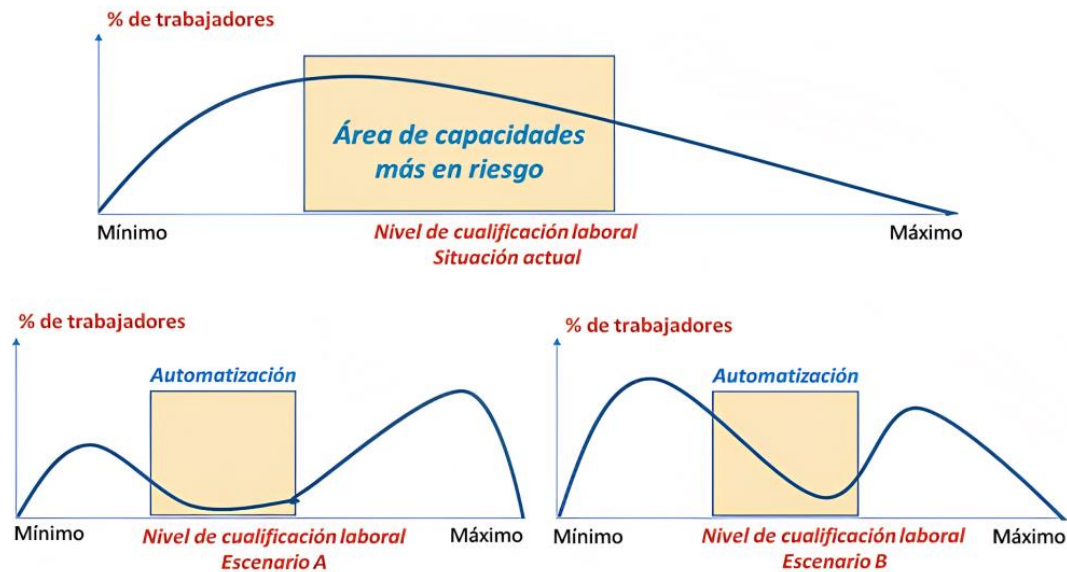 % de trabajadores
Área de capacidades
más en riesgo
Mínimo
Nivel de cualificación laboral
Máximo
Situación actual
% de trabajadores
Automatización
Mínimo
Nivel de cualificación laboral
Máximo
Escenario A
% de trabajadores
Automatización
Mínimo
Nivel de cualificación laboral
Máximo
Escenario B